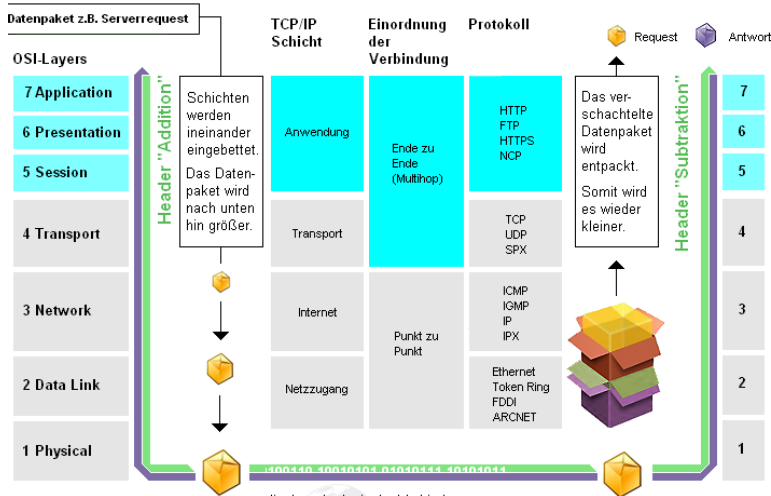 Datenpaket z.B. Serverrequest
OSI-Layers
7 Application
6 Presentation
5 Session
4 Transport
3 Network
2 Data Link
1 Physical
Header "Addition"
Schichten
werden
ineinander
eingebettet.
Das Daten-
paket wird
nach unten
hin größer.
TCP/IP
Schicht
Anwendung
Transport
Internet
Netzzugang
Einordnung
der
Verbindung
Ende zu
Ende
(Multihop)
Punkt zu
Punkt
Protokoll
HTTP
FTP
HTTPS
NCP
TCP
UDP
SPX
ICMP
IGMP
IP
IPX
Ethernet
Token Ring
FDDI
ARCNET
Request
Antwort
Das ver-
schachtelte
Datenpaket
wird
entpackt.
Somit wird
es wieder
kleiner.
Header "Subtraktion"
7
6
5
4
3
2
1
100110 10010101 01010111 10101011